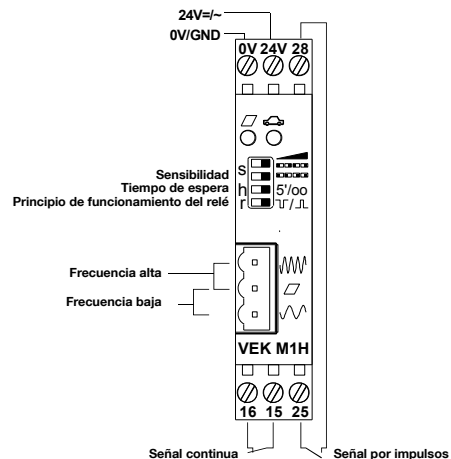 24V=/~
0V/GND
0V 24V 28
s
h 5'/oo
r
Sensibilidad
Tiempo de espera
Principio de funcionamiento del relé
Frecuencia alta
Frecuencia baja
VEK M1H
16 15 25
Señal continua
Señal por impulsos